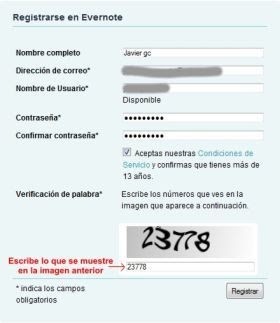 Registrarse en Evernote
Nombre completo Javier gc
Dirección de correo*
Nombre de Usuario*
Disponible
Contraseña* •••••••••
Confirmar contraseña* •••••••••
Aceptas nuestras Condiciones de
Servicio y confirmas que tienes más de
13 años.
Verificación de palabra* Escribe los números que ves en la
imagen que aparece a continuación.
23778
Escribe lo que se muestre
en la imagen anterior
23778
* indica los campos
obligatorios
Registrar